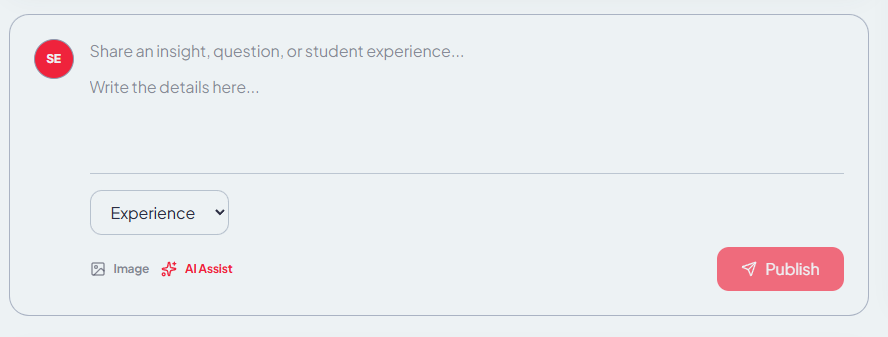 SE
Share an insight, question, or student experience...
Write the details here...
Experience
Image AI Assist
Publish